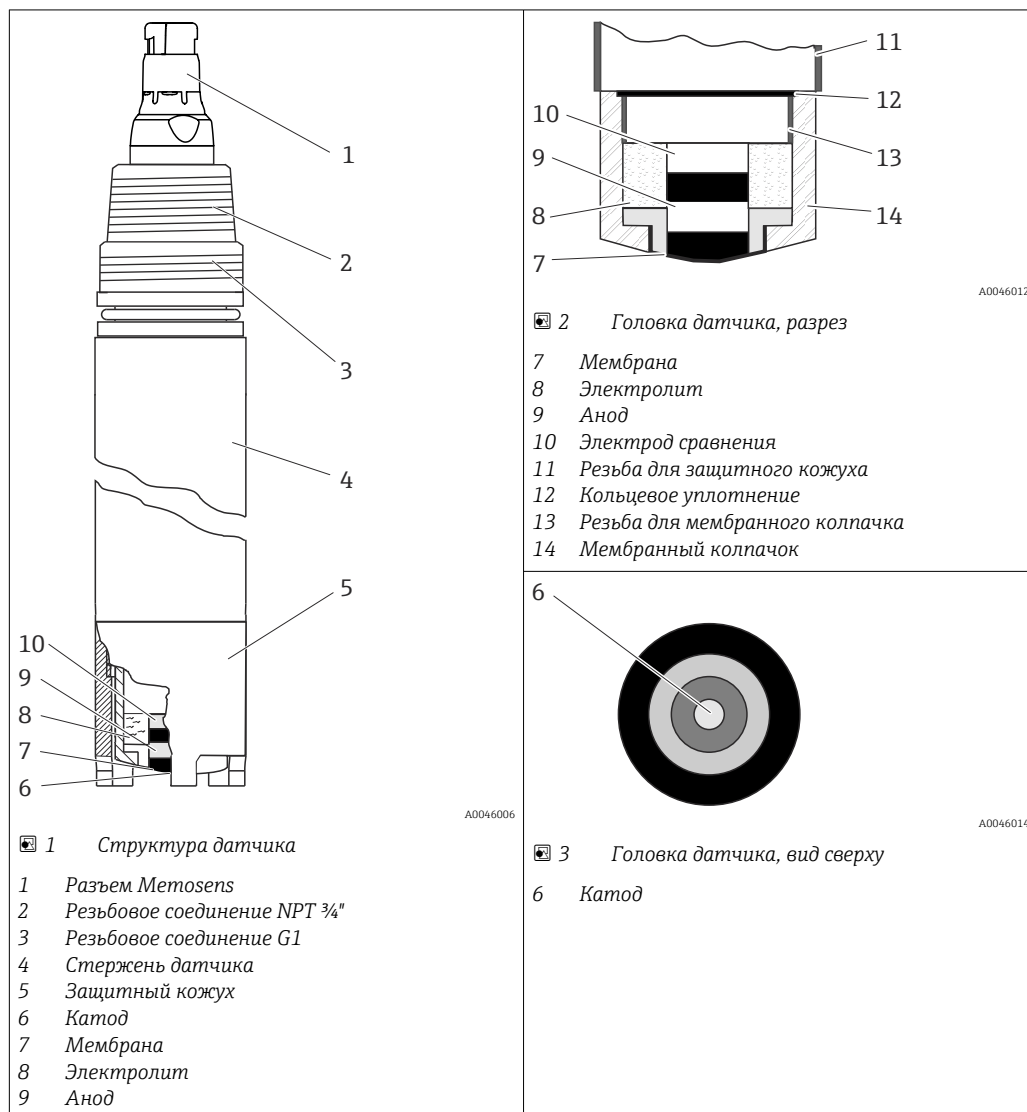 1
2
3
4
5
10
9
8
7
6
A0046006
1 Структура датчика
1 Разъем Memosens
2 Резьбовое соединение NPT ¾"
3 Резьбовое соединение G1
4 Стержень датчика
5 Защитный кожух
6 Катод
7 Мембрана
8 Электролит
9 Анод
11
12
10
13
9
8
14
7
A0046012
2 Головка датчика, разрез
7 Мембрана
8 Электролит
9 Анод
10 Электрод сравнения
11 Резьба для защитного кожуха
12 Кольцевое уплотнение
13 Резьба для мембранного колпачка
14 Мембранный колпачок
6
A0046014
3 Головка датчика, вид сверху
6 Катод